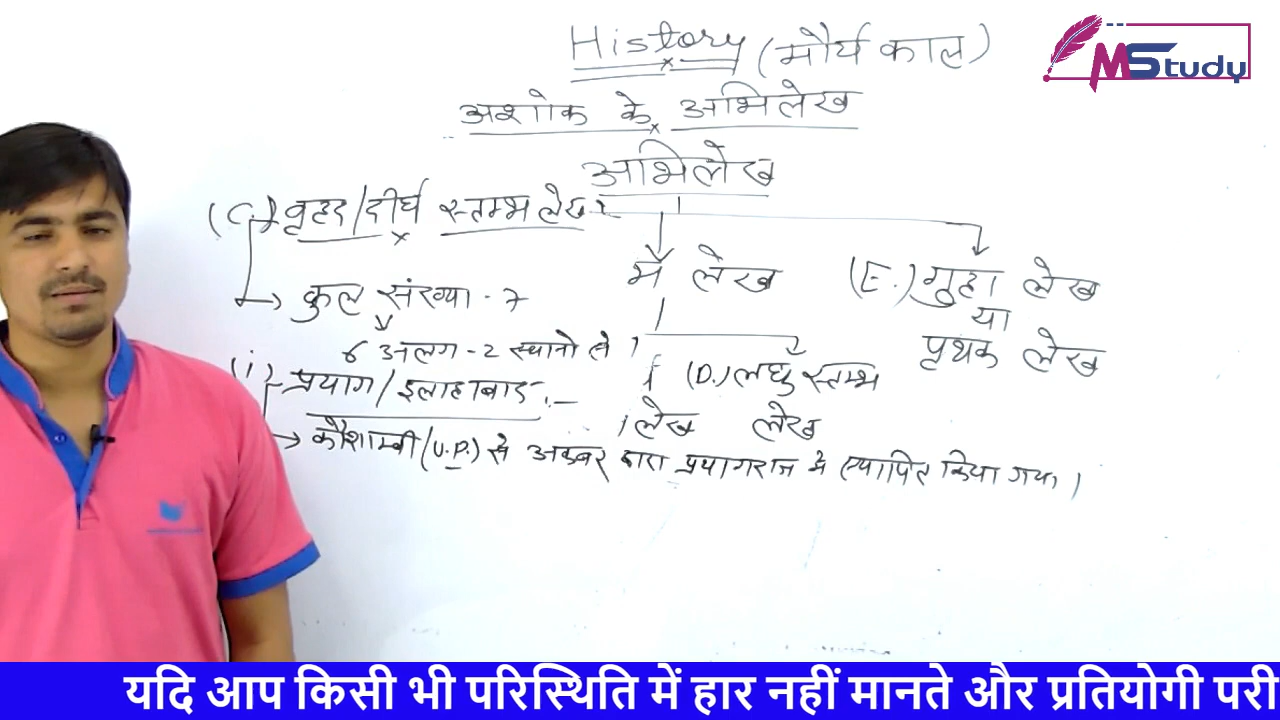 History (मौर्य काल)
MStudy
अशोक के अभिलेख
अभिलेख
(C) वृहद/दीर्घ स्तम्भ लेख
भ लेख
(E.) गुहा लेख
या
पृथक लेख
कुल संख्या - 7
6 अलग-2 स्थानो से
(D.) लघु स्तम्भ
लेख लेख
(i) प्रयाग/इलाहाबाद:-
→ कौशाम्बी (U.P.) से अकबर द्वारा प्रयागराज मे स्थापित किया गया।
यदि आप किसी भी परिस्थिति में हार नहीं मानते और प्रतियोगी परी